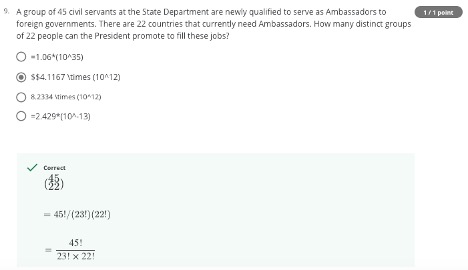 9. A group of 45 civil servants at the State Department are newly qualified to serve as Ambassadors to
1 / 1 point
foreign governments. There are 22 countries that currently need Ambassadors. How many distinct groups
of 22 people can the President promote to fill these jobs?
=1.06*(10^35)
$$4.1167 \times (10^12)
8.2334 \times (10^12)
=2.429*(10^-13)
Correct
(45
22)
= 45!/(23!)(22!)
= 45!
23! × 22!